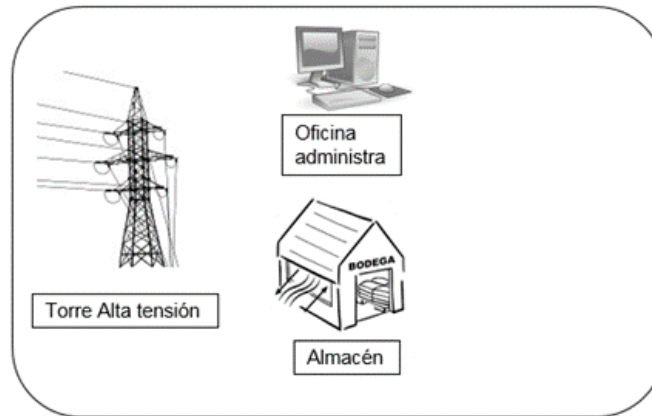 Oficina
administra
BODEGA
Torre Alta tensión
Almacén